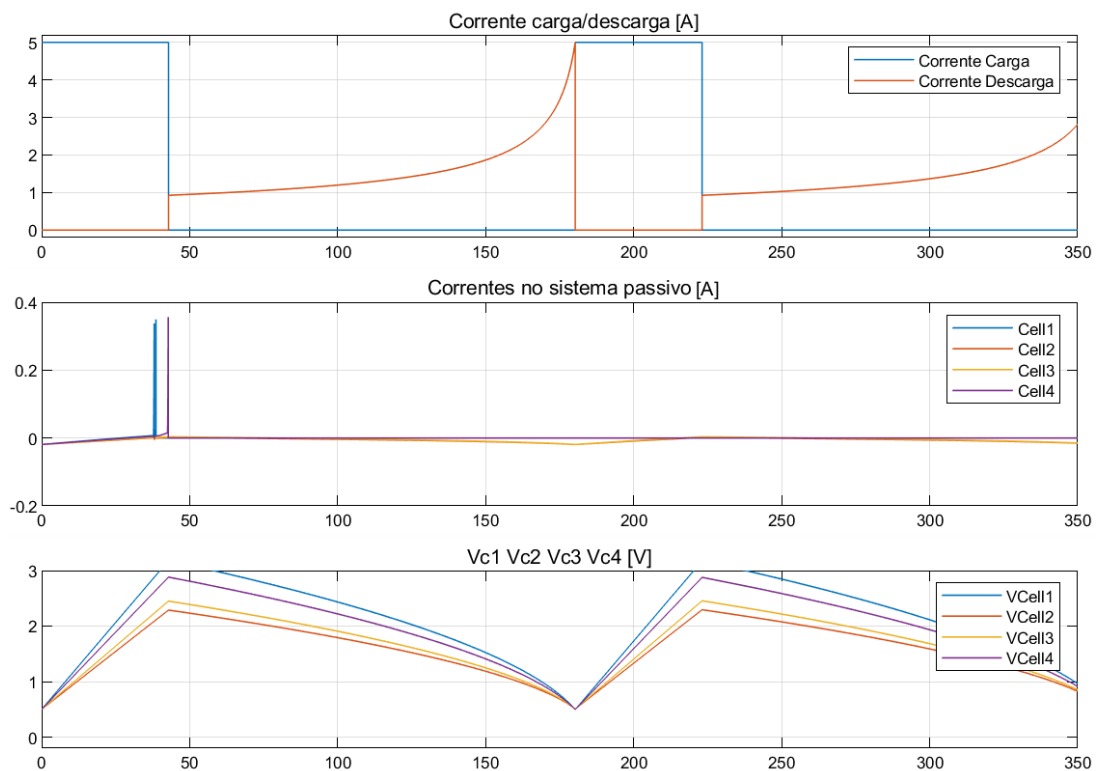 Corrente carga/descarga [A]
5
4
3
2
1
0
Corrente Carga
Corrente Descarga
0 50 100 150 200 250 300 350
Correntes no sistema passivo [A]
0.4
0.2
0
-0.2
Cell1
Cell2
Cell3
Cell4
0 50 100 150 200 250 300 350
Vc1 Vc2 Vc3 Vc4 [V]
3
2
1
0
VCell1
VCell2
VCell3
VCell4
0 50 100 150 200 250 300 350